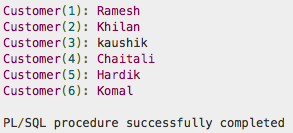 Customer(1): Ramesh
Customer(2): Khilan
Customer(3): kaushik
Customer(4): Chaitali
Customer(5): Hardik
Customer(6): Komal
PL/SQL procedure successfully completed